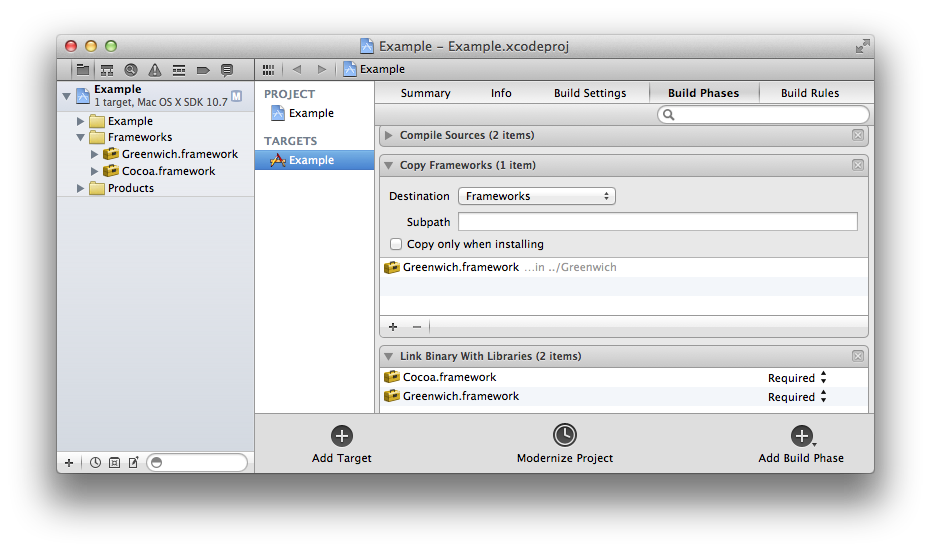 Example – Example.xcodeproj
Example
Example
1 target, Mac OS X SDK 10.7
M
Example
Frameworks
Greenwich.framework
Cocoa.framework
Products
PROJECT
Example
TARGETS
Example
Summary
Info
Build Settings
Build Phases
Build Rules
Compile Sources (2 items)
Copy Frameworks (1 item)
Destination
Frameworks
Subpath
Copy only when installing
Greenwich.framework ...in ../Greenwich
Link Binary With Libraries (2 items)
Cocoa.framework
Required
Greenwich.framework
Required
Add Target
Modernize Project
Add Build Phase